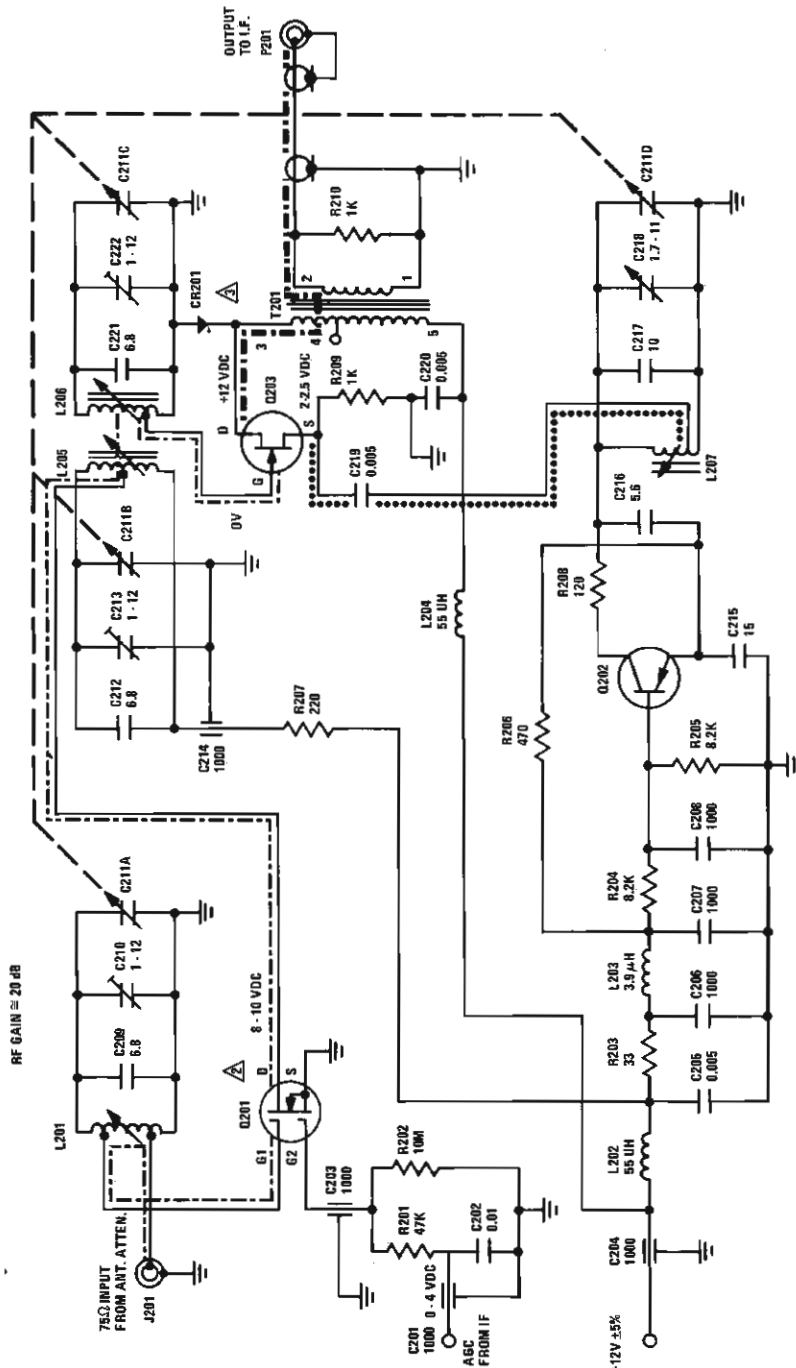 RF GAIN ≅ 20 dB
75Ω INPUT
FROM ANT. ATTEN.
J201
L201
C209
6.8
C210
1 - 12
C211A
C212
6.8
C213
1 - 12
C211B
L205
L206
C221
6.8
C222
1 - 12
C211C
C214
1000
R207
220
CR201
3
+12 VDC
D
Q203
G
S
0V
2-2.5 VDC
3
4
T201
5
2
1
R210
1K
OUTPUT
TO I.F.
P201
R209
1K
C220
0.005
C219
0.005
L204
55 UH
8 - 10 VDC
2
D
S
Q201
G1
G2
C203
1000
R202
10M
R201
47K
C202
0.01
C201
1000
0 - 4 VDC
AGC
FROM IF
-12V ±5%
C204
1000
L202
55 UH
R203
33
C205
0.005
C206
1000
L203
3.9 μH
C207
1000
R204
8.2K
C208
1000
R205
8.2K
R206
470
Q202
C215
15
R208
120
C216
5.6
L207
C217
10
C218
1.7 - 11
C211D